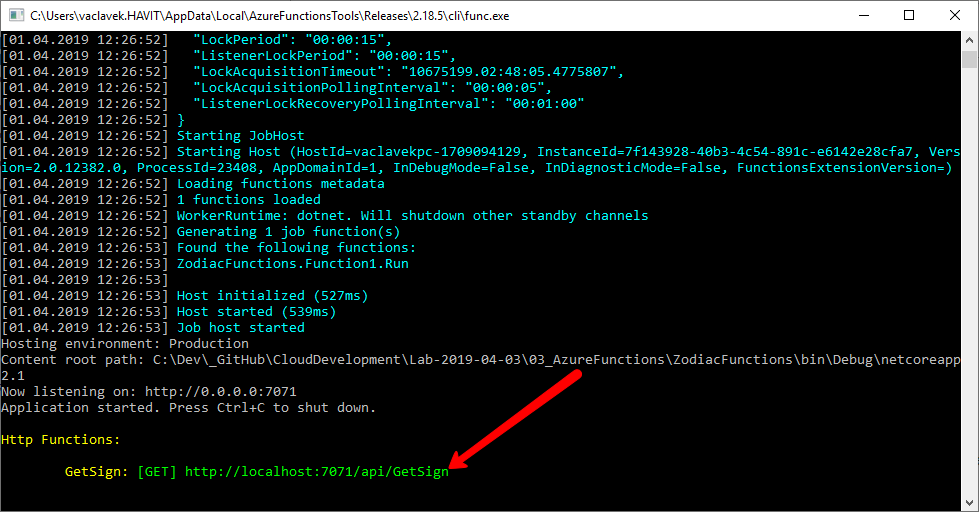 C:\Users\vaclavek.HAVIT\AppData\Local\AzureFunctionsTools\Releases\2.18.5\cli\func.exe
[01.04.2019 12:26:52]   "LockPeriod": "00:00:15",
[01.04.2019 12:26:52]   "ListenerLockPeriod": "00:00:15",
[01.04.2019 12:26:52]   "LockAcquisitionTimeout": "10675199.02:48:05.4775807",
[01.04.2019 12:26:52]   "LockAcquisitionPollingInterval": "00:00:05",
[01.04.2019 12:26:52]   "ListenerLockRecoveryPollingInterval": "00:01:00"
[01.04.2019 12:26:52] }
[01.04.2019 12:26:52] Starting JobHost
[01.04.2019 12:26:52] Starting Host (HostId=vaclavekpc-1709094129, InstanceId=7f143928-40b3-4c54-891c-e6142e28cfa7, Vers
ion=2.0.12382.0, ProcessId=23408, AppDomainId=1, InDebugMode=False, InDiagnosticMode=False, FunctionsExtensionVersion=)
[01.04.2019 12:26:52] Loading functions metadata
[01.04.2019 12:26:52] 1 functions loaded
[01.04.2019 12:26:52] WorkerRuntime: dotnet. Will shutdown other standby channels
[01.04.2019 12:26:52] Generating 1 job function(s)
[01.04.2019 12:26:53] Found the following functions:
[01.04.2019 12:26:53] ZodiacFunctions.Function1.Run
[01.04.2019 12:26:53]
[01.04.2019 12:26:53] Host initialized (527ms)
[01.04.2019 12:26:53] Host started (539ms)
[01.04.2019 12:26:53] Job host started
Hosting environment: Production
Content root path: C:\Dev\_GitHub\CloudDevelopment\Lab-2019-04-03\03_AzureFunctions\ZodiacFunctions\bin\Debug\netcoreapp
2.1
Now listening on: http://0.0.0.0:7071
Application started. Press Ctrl+C to shut down.
Http Functions:
GetSign: [GET] http://localhost:7071/api/GetSign